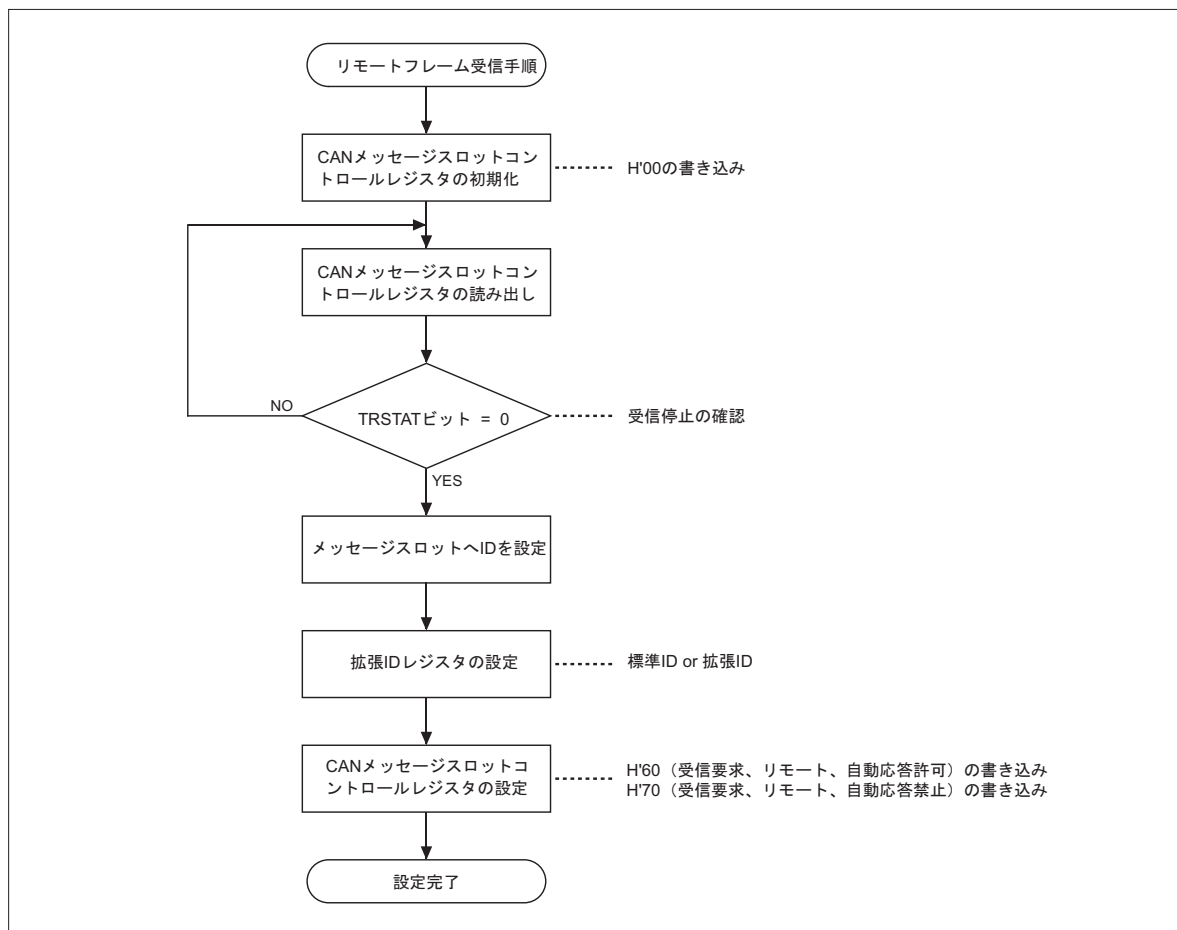 リモートフレーム受信手順
CANメッセージスロットコン
トロールレジスタの初期化
H'00の書き込み
CANメッセージスロットコン
トロールレジスタの読み出し
NO
TRSTATビット = 0
受信停止の確認
YES
メッセージスロットへIDを設定
拡張IDレジスタの設定
標準ID or 拡張ID
CANメッセージスロットコ
ントロールレジスタの設定
H'60（受信要求、リモート、自動応答許可）の書き込み
H'70（受信要求、リモート、自動応答禁止）の書き込み
設定完了